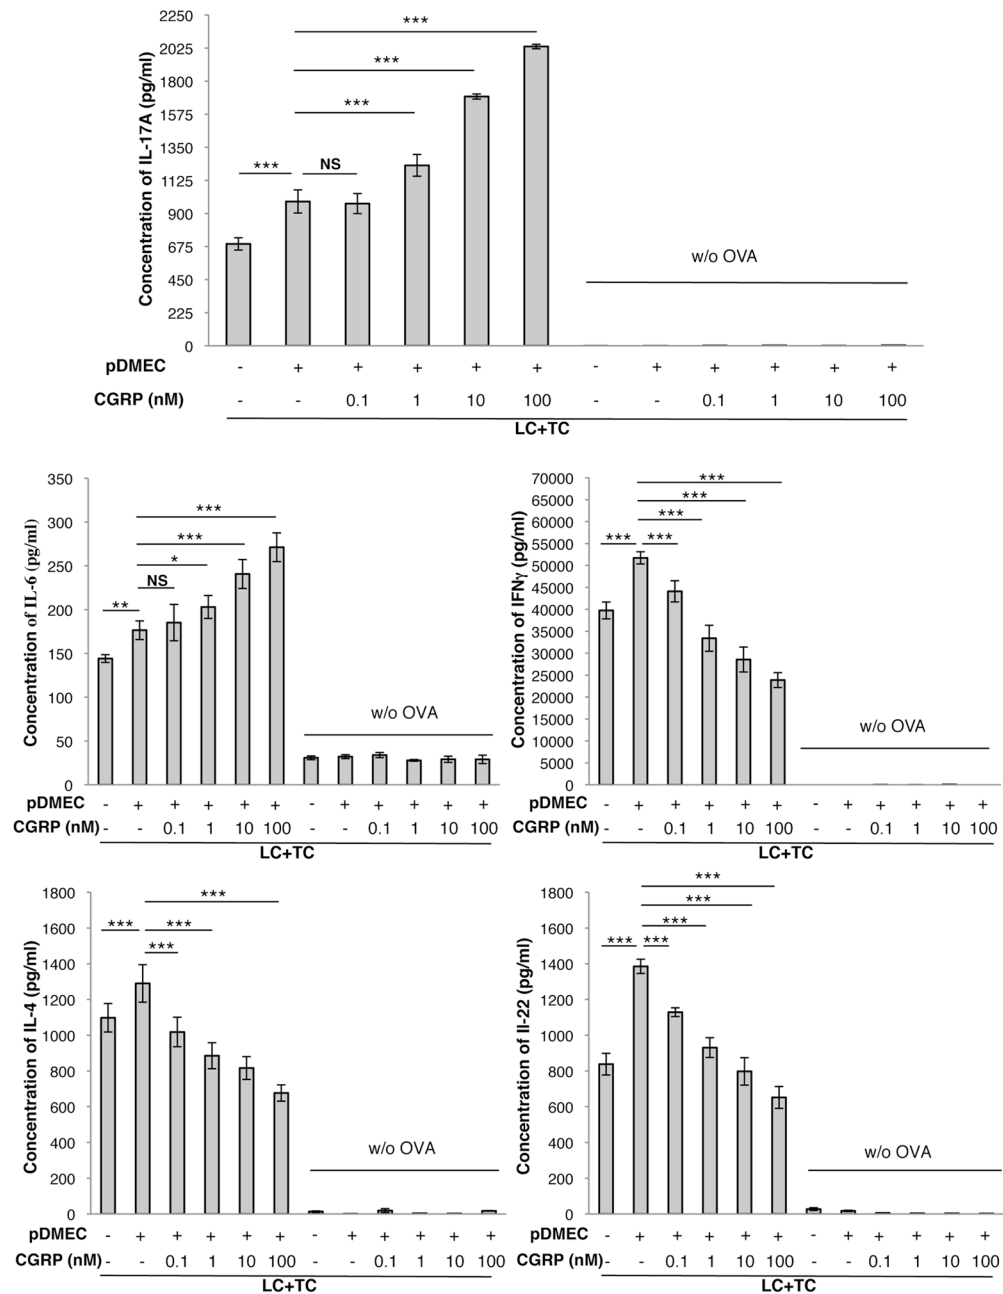 Concentration of IL-17A (pg/ml)
2250
2025
1800
1575
1350
1125
900
675
450
225
0
***
***
***
***
NS
w/o OVA
pDMEC - + + + + + - + + + + +
CGRP (nM) - - 0.1 1 10 100 - - 0.1 1 10 100
LC+TC
Concentration of IL-6 (pg/ml)
350
300
250
200
150
100
50
0
***
***
*
NS
**
w/o OVA
pDMEC - + + + + + - + + + + +
CGRP (nM) - - 0.1 1 10 100 - - 0.1 1 10 100
LC+TC
Concentration of IFNγ (pg/ml)
70000
65000
60000
55000
50000
45000
40000
35000
30000
25000
20000
15000
10000
5000
0
***
***
***
*** ***
w/o OVA
pDMEC - + + + + + - + + + + +
CGRP (nM) - - 0.1 1 10 100 - - 0.1 1 10 100
LC+TC
Concentration of IL-4 (pg/ml)
1800
1600
1400
1200
1000
800
600
400
200
0
***
*** ***
***
w/o OVA
pDMEC - + + + + + - + + + + +
CGRP (nM) - - 0.1 1 10 100 - - 0.1 1 10 100
LC+TC
Concentration of Il-22 (pg/ml)
1800
1600
1400
1200
1000
800
600
400
200
0
***
***
***
*** ***
w/o OVA
pDMEC - + + + + + - + + + + +
CGRP (nM) - - 0.1 1 10 100 - - 0.1 1 10 100
LC+TC